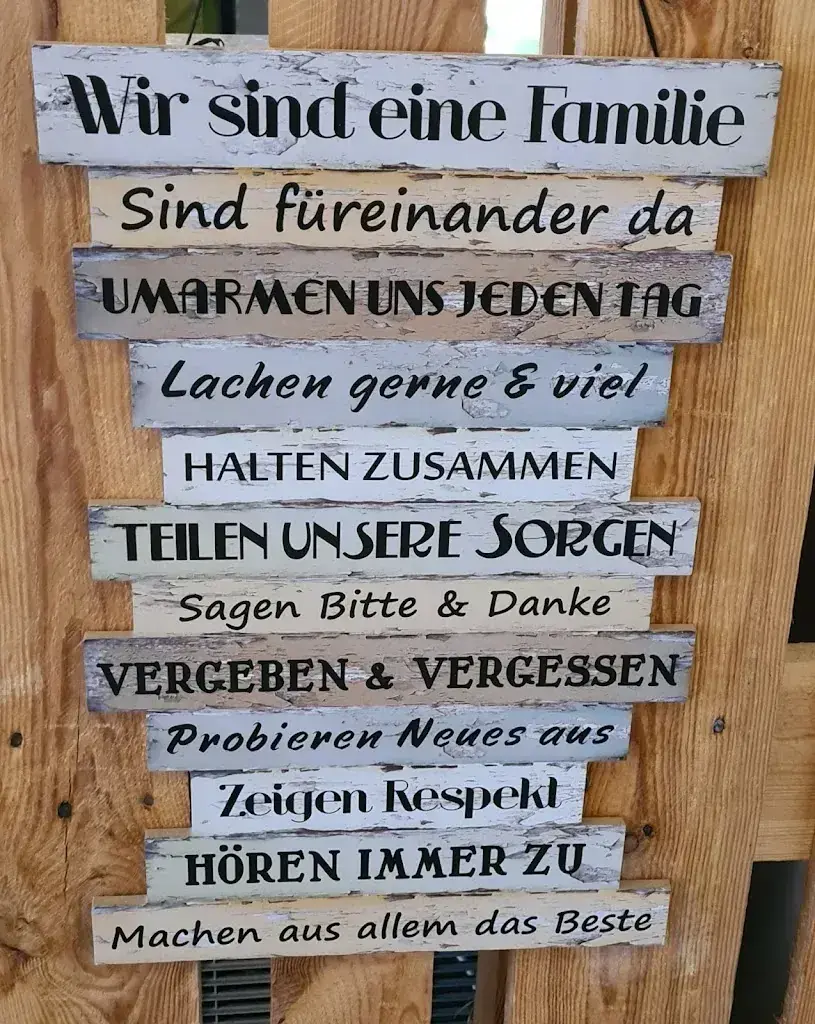 Wir sind eine Familie
Sind füreinander da
UMARMEN UNS JEDEN TAG
Lachen gerne & viel
HALTEN ZUSAMMEN
TEILEN UNSERE SORGEN
Sagen Bitte & Danke
VERGEBEN & VERGESSEN
Probieren Neues aus
Zeigen Respekt
HÖREN IMMER ZU
Machen aus allem das Beste